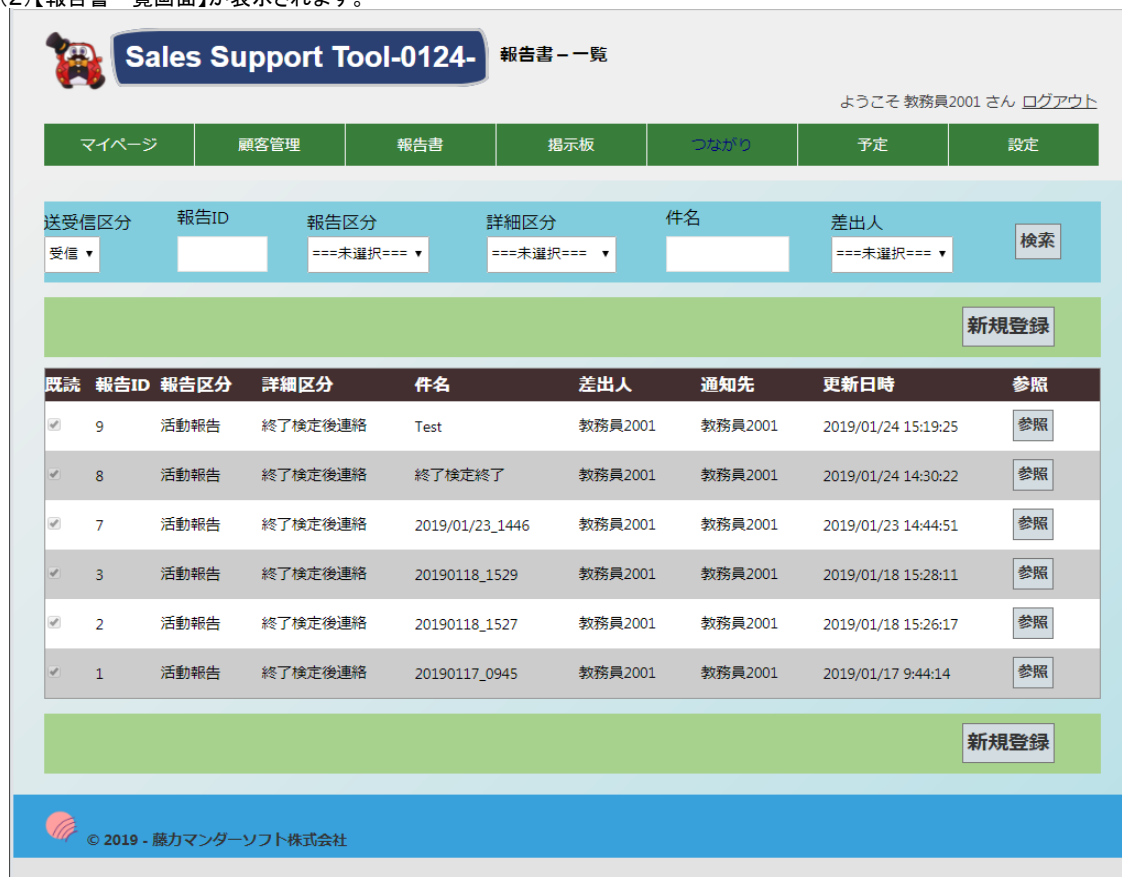 (2)【報告書一覧画面】が表示されます。
Sales Support Tool-0124- 報告書－一覧
ようこそ 教務員2001 さん ログアウト
マイページ 顧客管理 報告書 掲示板 つながり 予定 設定
送受信区分 報告ID 報告区分 詳細区分 件名 差出人
受信 ▼ ===未選択=== ▼ ===未選択=== ▼ ===未選択=== ▼ 検索
新規登録
既読 報告ID 報告区分 詳細区分 件名 差出人 通知先 更新日時 参照
9 活動報告 終了検定後連絡 Test 教務員2001 教務員2001 2019/01/24 15:19:25 参照
8 活動報告 終了検定後連絡 終了検定終了 教務員2001 教務員2001 2019/01/24 14:30:22 参照
7 活動報告 終了検定後連絡 2019/01/23_1446 教務員2001 教務員2001 2019/01/23 14:44:51 参照
3 活動報告 終了検定後連絡 20190118_1529 教務員2001 教務員2001 2019/01/18 15:28:11 参照
2 活動報告 終了検定後連絡 20190118_1527 教務員2001 教務員2001 2019/01/18 15:26:17 参照
1 活動報告 終了検定後連絡 20190117_0945 教務員2001 教務員2001 2019/01/17 9:44:14 参照
新規登録
© 2019 - 藤力マンダーソフト株式会社